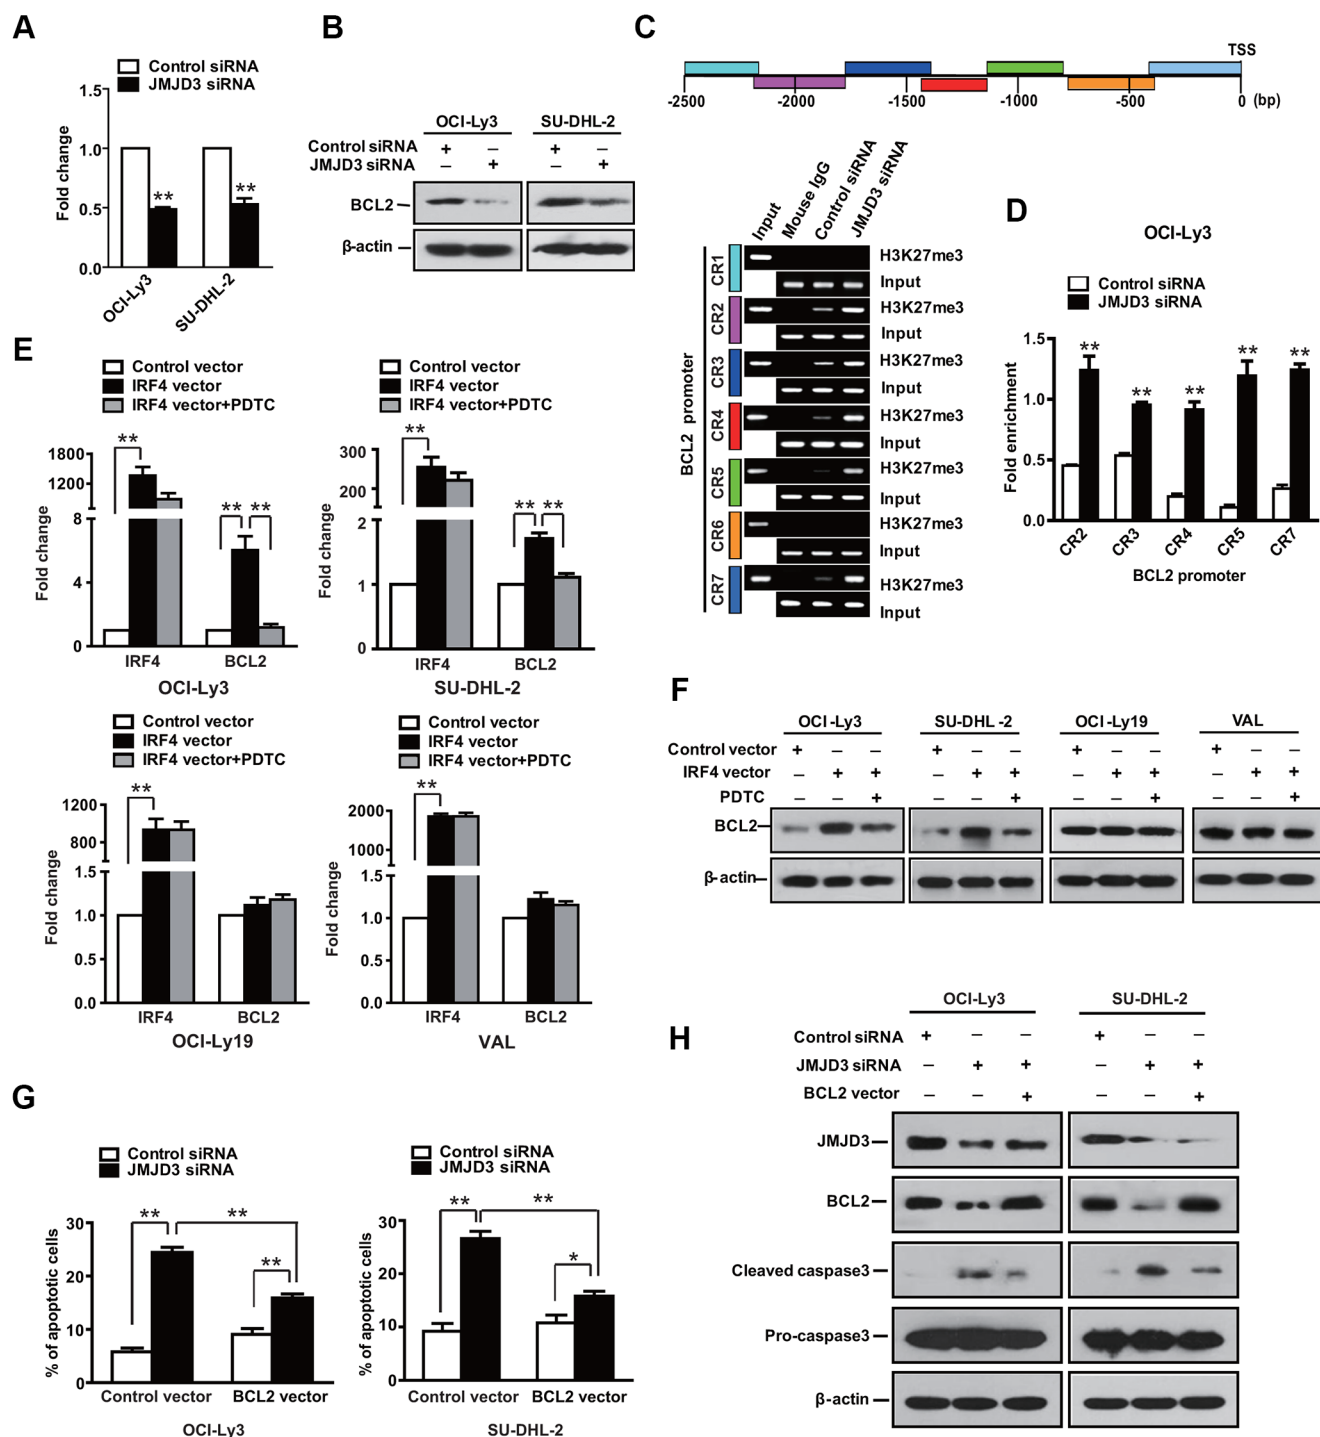 A
Control siRNA
JMJD3 siRNA
Fold change
1.5
1.0
0.5
0.0
** **
OCI-Ly3
SU-DHL-2
B
OCI-Ly3 SU-DHL-2
Control siRNA + − + −
JMJD3 siRNA − + − +
BCL2
β-actin
C
TSS
-2500 -2000 -1500 -1000 -500 0 (bp)
Input
Mouse IgG
Control siRNA
JMJD3 siRNA
BCL2 promoter
CR1 H3K27me3
Input
CR2 H3K27me3
Input
CR3 H3K27me3
Input
CR4 H3K27me3
Input
CR5 H3K27me3
Input
CR6 H3K27me3
Input
CR7 H3K27me3
Input
D
OCI-Ly3
Control siRNA
JMJD3 siRNA
Fold enrichment
1.5
1.0
0.5
0.0
** ** ** ** **
CR2 CR3 CR4 CR5 CR7
BCL2 promoter
E
Control vector
IRF4 vector
IRF4 vector+PDTC
Fold change
1800
1200
8
4
0
** ** **
IRF4 BCL2
OCI-Ly3
Control vector
IRF4 vector
IRF4 vector+PDTC
Fold change
300
200
2
1
0
** ** **
IRF4 BCL2
SU-DHL-2
Control vector
IRF4 vector
IRF4 vector+PDTC
Fold change
1200
800
1.5
1.0
0.5
0.0
**
IRF4 BCL2
OCI-Ly19
Control vector
IRF4 vector
IRF4 vector+PDTC
Fold change
2000
1000
1.5
1.0
0.5
0.0
**
IRF4 BCL2
VAL
F
OCI-Ly3 SU-DHL-2 OCI-Ly19 VAL
Control vector + − − + − − + − − + − −
IRF4 vector − + + − + + − + + − + +
PDTC − − + − − + − − + − − +
BCL2
β-actin
G
Control siRNA
JMJD3 siRNA
% of apoptotic cells
30
20
10
0
** ** **
Control vector BCL2 vector
OCI-Ly3
Control siRNA
JMJD3 siRNA
% of apoptotic cells
30
20
10
0
** ** *
Control vector BCL2 vector
SU-DHL-2
H
OCI-Ly3 SU-DHL-2
Control siRNA + − − + − −
JMJD3 siRNA − + + − + +
BCL2 vector − − + − − +
JMJD3
BCL2
Cleaved caspase3
Pro-caspase3
β-actin